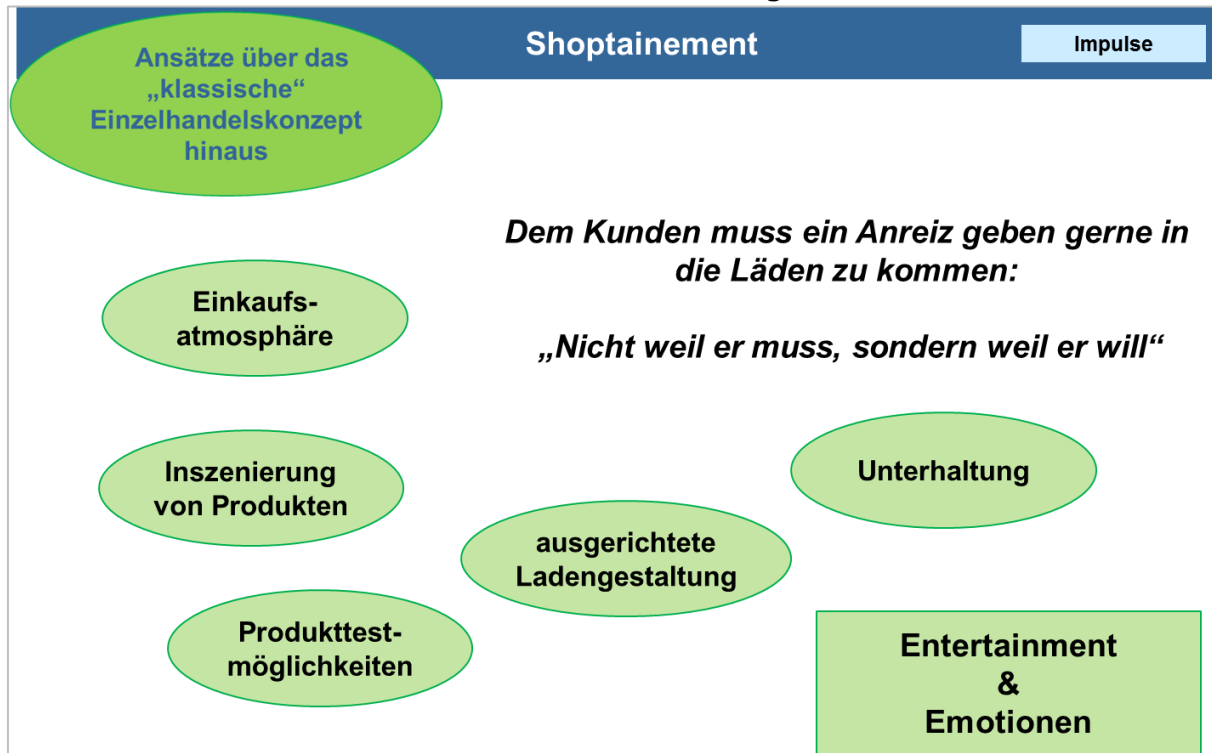 Shoptainement
Impulse
Ansätze über das
„klassische“
Einzelhandelskonzept
hinaus
Dem Kunden muss ein Anreiz geben gerne in
die Läden zu kommen:
„Nicht weil er muss, sondern weil er will“
Einkaufs-
atmosphäre
Inszenierung
von Produkten
Unterhaltung
ausgerichtete
Ladengestaltung
Produkttest-
möglichkeiten
Entertainment
&
Emotionen